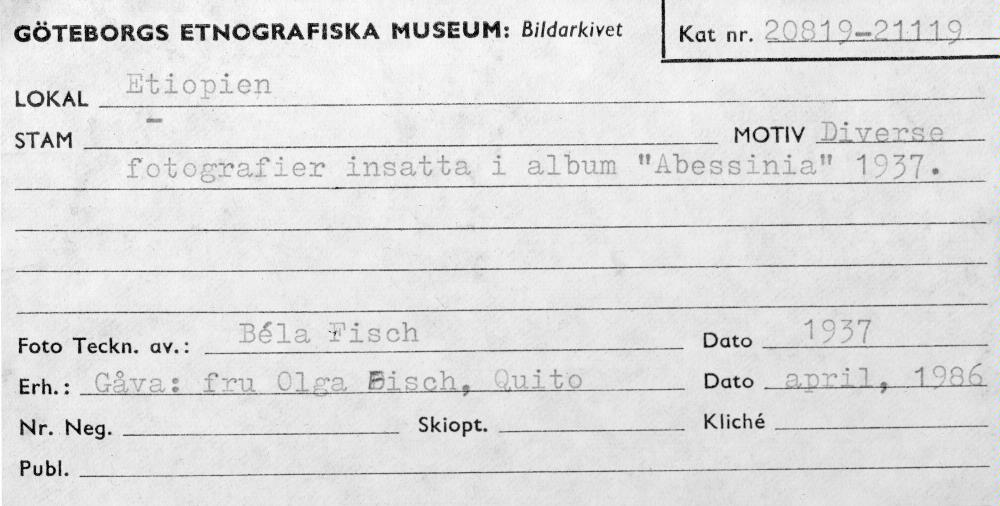 GÖTEBORGS ETNOGRAFISKA MUSEUM: Bildarkivet Kat nr. 20819-21119
LOKAL Etiopien
STAM - MOTIV Diverse
fotografier insatta i album "Abessinia" 1937.
Foto Teckn. av.: Béla Fisch Dato 1937
Erh.: Gåva: fru Olga Fisch, Quito Dato april, 1986
Nr. Neg. Skiopt. Kliché
Publ.